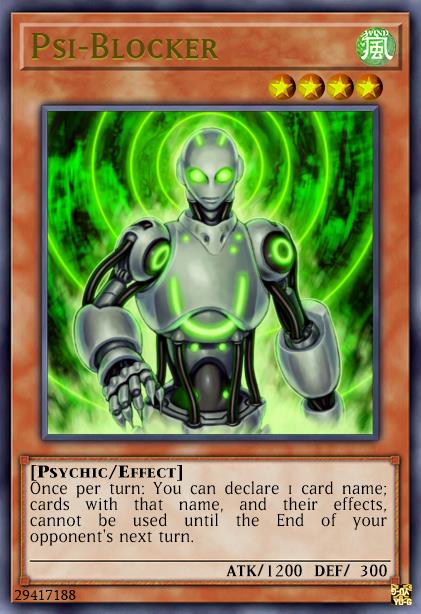 Psi-Blocker
WIND
風
[Psychic/Effect]
Once per turn: You can declare 1 card name;
cards with that name, and their effects,
cannot be used until the End of your
opponent's next turn.
ATK/1200 DEF/ 300
29417188